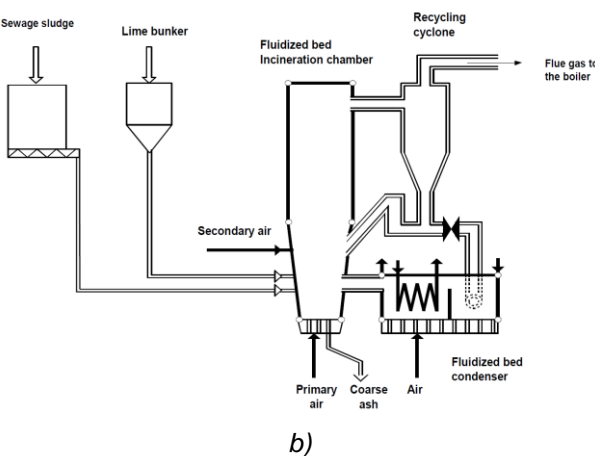 Sewage sludge
Lime bunker
Fluidized bed
Incineration chamber
Recycling
cyclone
Flue gas to
the boiler
Secondary air
Primary
air
Coarse
ash
Air
Fluidized bed
condenser
b)